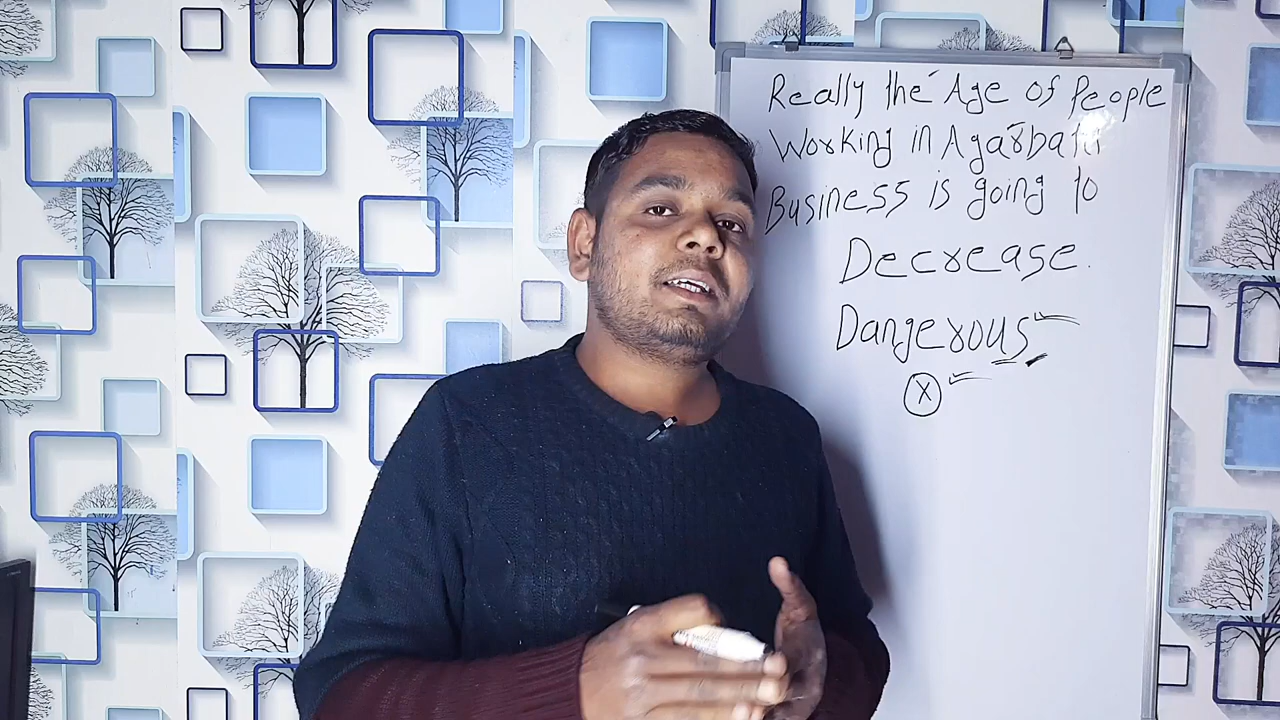 Really the Age of People
Working in Agarbatti
Business is going to
Decrease.
Dangerous
X